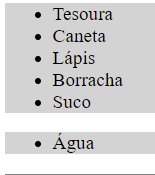 • Tesoura
• Caneta
• Lápis
• Borracha
• Suco
• Água